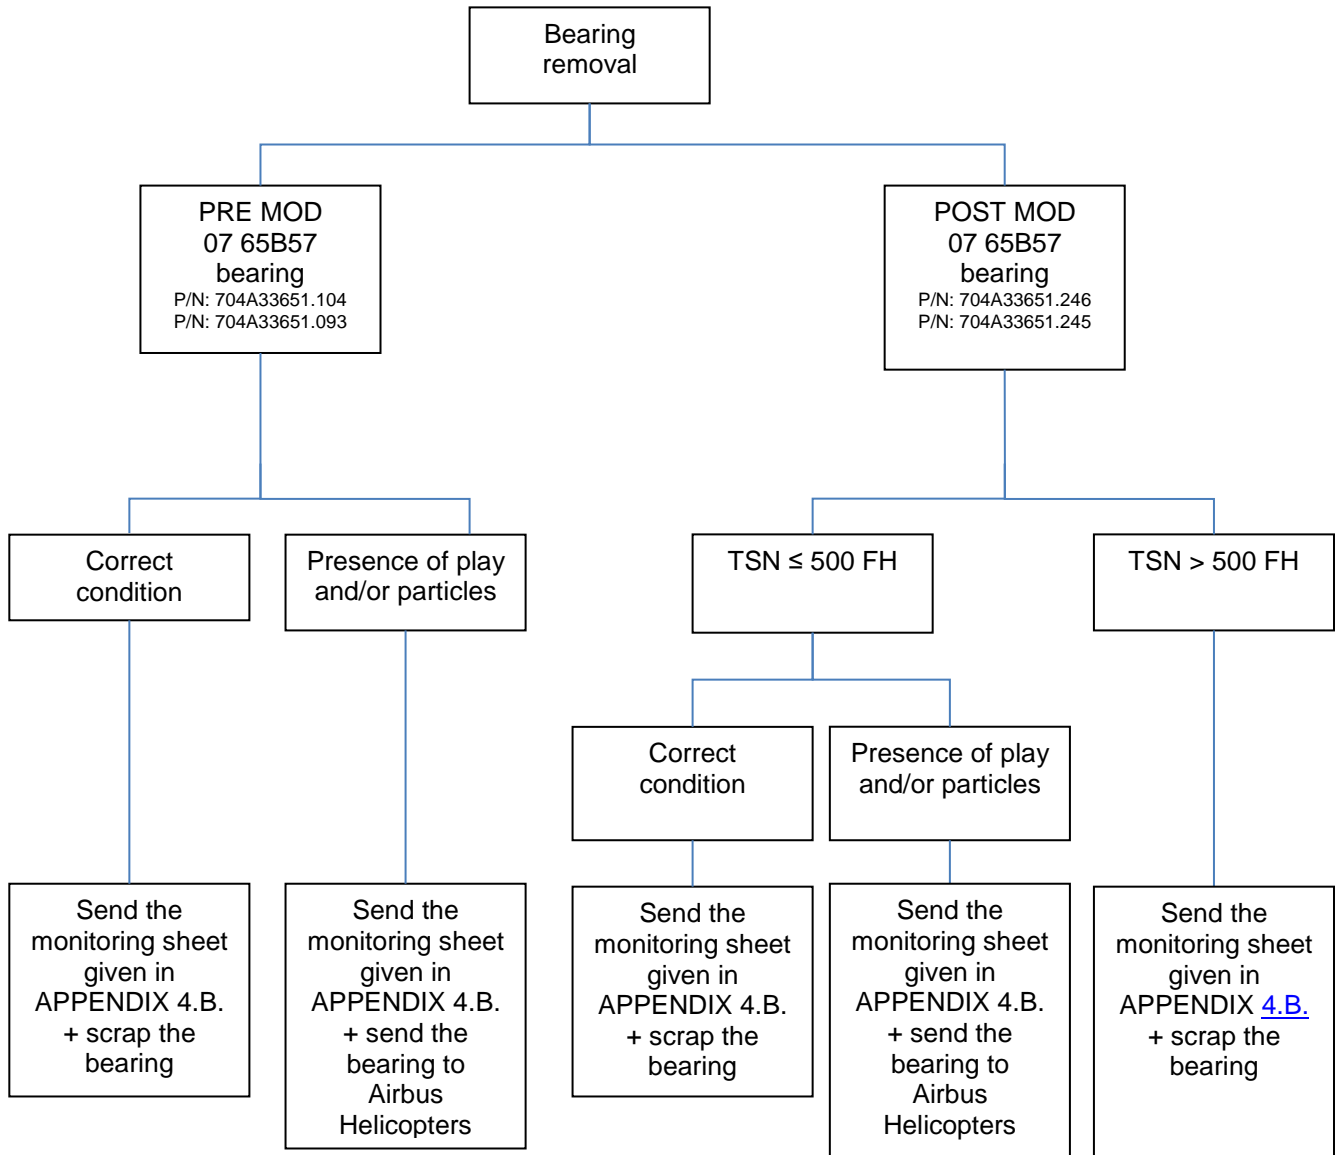 Bearing
removal
PRE MOD
07 65B57
bearing
P/N: 704A33651.104
P/N: 704A33651.093
POST MOD
07 65B57
bearing
P/N: 704A33651.246
P/N: 704A33651.245
Correct
condition
Presence of play
and/or particles
TSN ≤ 500 FH
TSN > 500 FH
Correct
condition
Presence of play
and/or particles
Send the
monitoring sheet
given in
APPENDIX 4.B.
+ scrap the
bearing
Send the
monitoring sheet
given in
APPENDIX 4.B.
+ send the
bearing to
Airbus
Helicopters
Send the
monitoring sheet
given in
APPENDIX 4.B.
+ scrap the
bearing
Send the
monitoring sheet
given in
APPENDIX 4.B.
+ send the
bearing to
Airbus
Helicopters
Send the
monitoring sheet
given in
APPENDIX 4.B.
+ scrap the
bearing